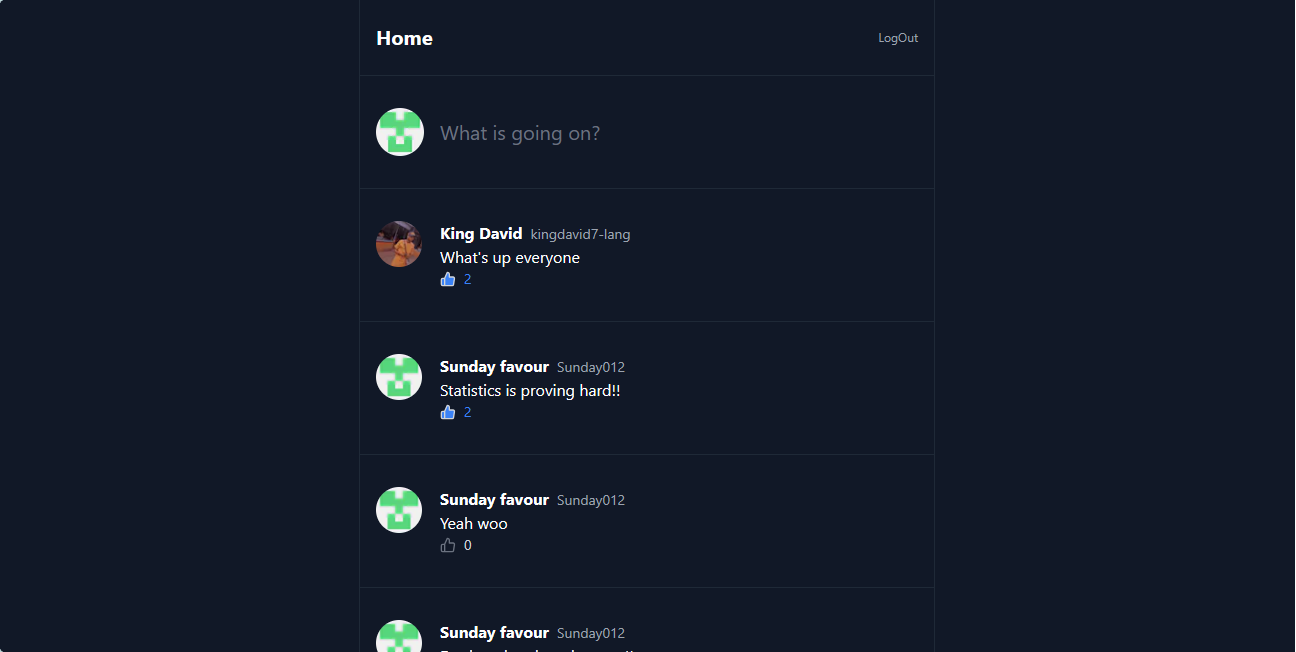 Home
LogOut
What is going on?
King David kingdavid7-lang
What's up everyone
2
Sunday favour Sunday012
Statistics is proving hard!!
2
Sunday favour Sunday012
Yeah woo
0
Sunday favour Sunday012